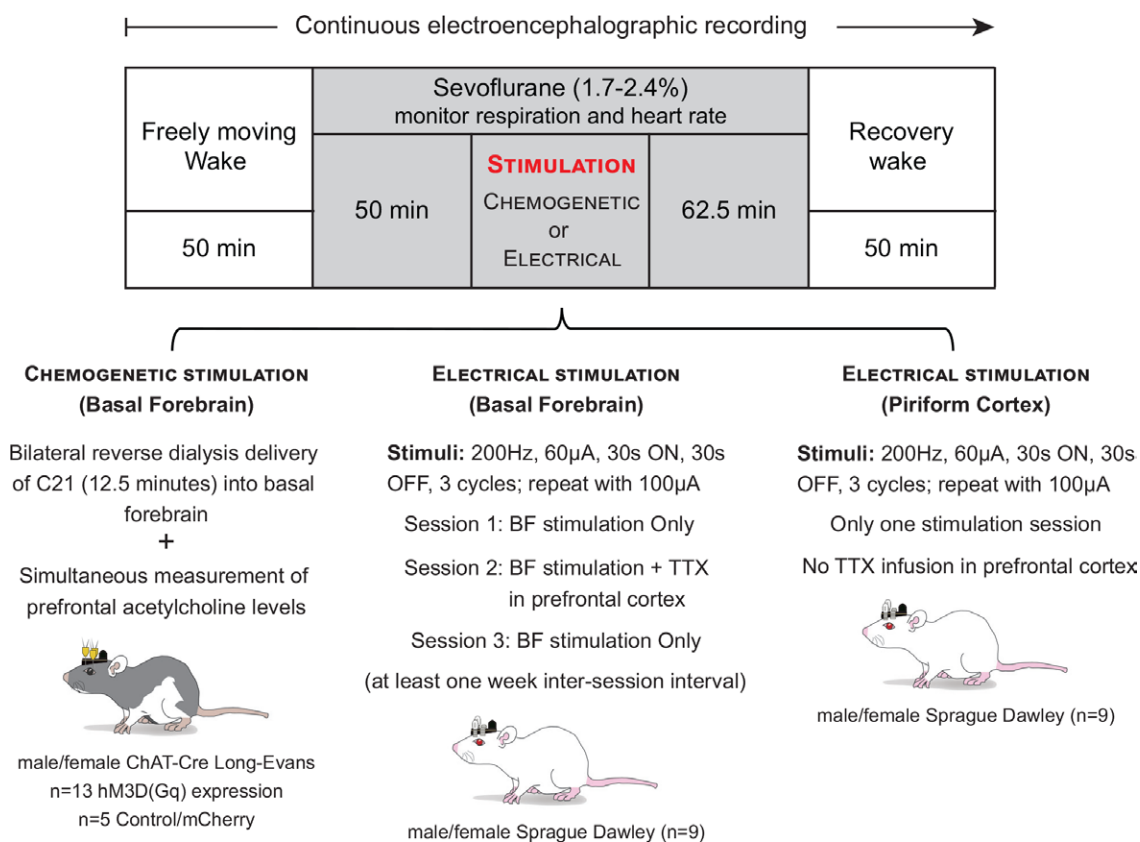 Continuous electroencephalographic recording
Freely moving
Wake
50 min
Sevoflurane (1.7-2.4%)
monitor respiration and heart rate
50 min
STIMULATION
CHEMOGENETIC
or
ELECTRICAL
62.5 min
Recovery
wake
50 min
CHEMOGENETIC STIMULATION
(Basal Forebrain)
Bilateral reverse dialysis delivery
of C21 (12.5 minutes) into basal
forebrain
+
Simultaneous measurement of
prefrontal acetylcholine levels
male/female ChAT-Cre Long-Evans
n=13 hM3D(Gq) expression
n=5 Control/mCherry
ELECTRICAL STIMULATION
(Basal Forebrain)
Stimuli: 200Hz, 60µA, 30s ON, 30s
OFF, 3 cycles; repeat with 100µA
Session 1: BF stimulation Only
Session 2: BF stimulation + TTX
in prefrontal cortex
Session 3: BF stimulation Only
(at least one week inter-session interval)
male/female Sprague Dawley (n=9)
ELECTRICAL STIMULATION
(Piriform Cortex)
Stimuli: 200Hz, 60µA, 30s ON, 30s
OFF, 3 cycles; repeat with 100µA
Only one stimulation session
No TTX infusion in prefrontal cortex
male/female Sprague Dawley (n=9)